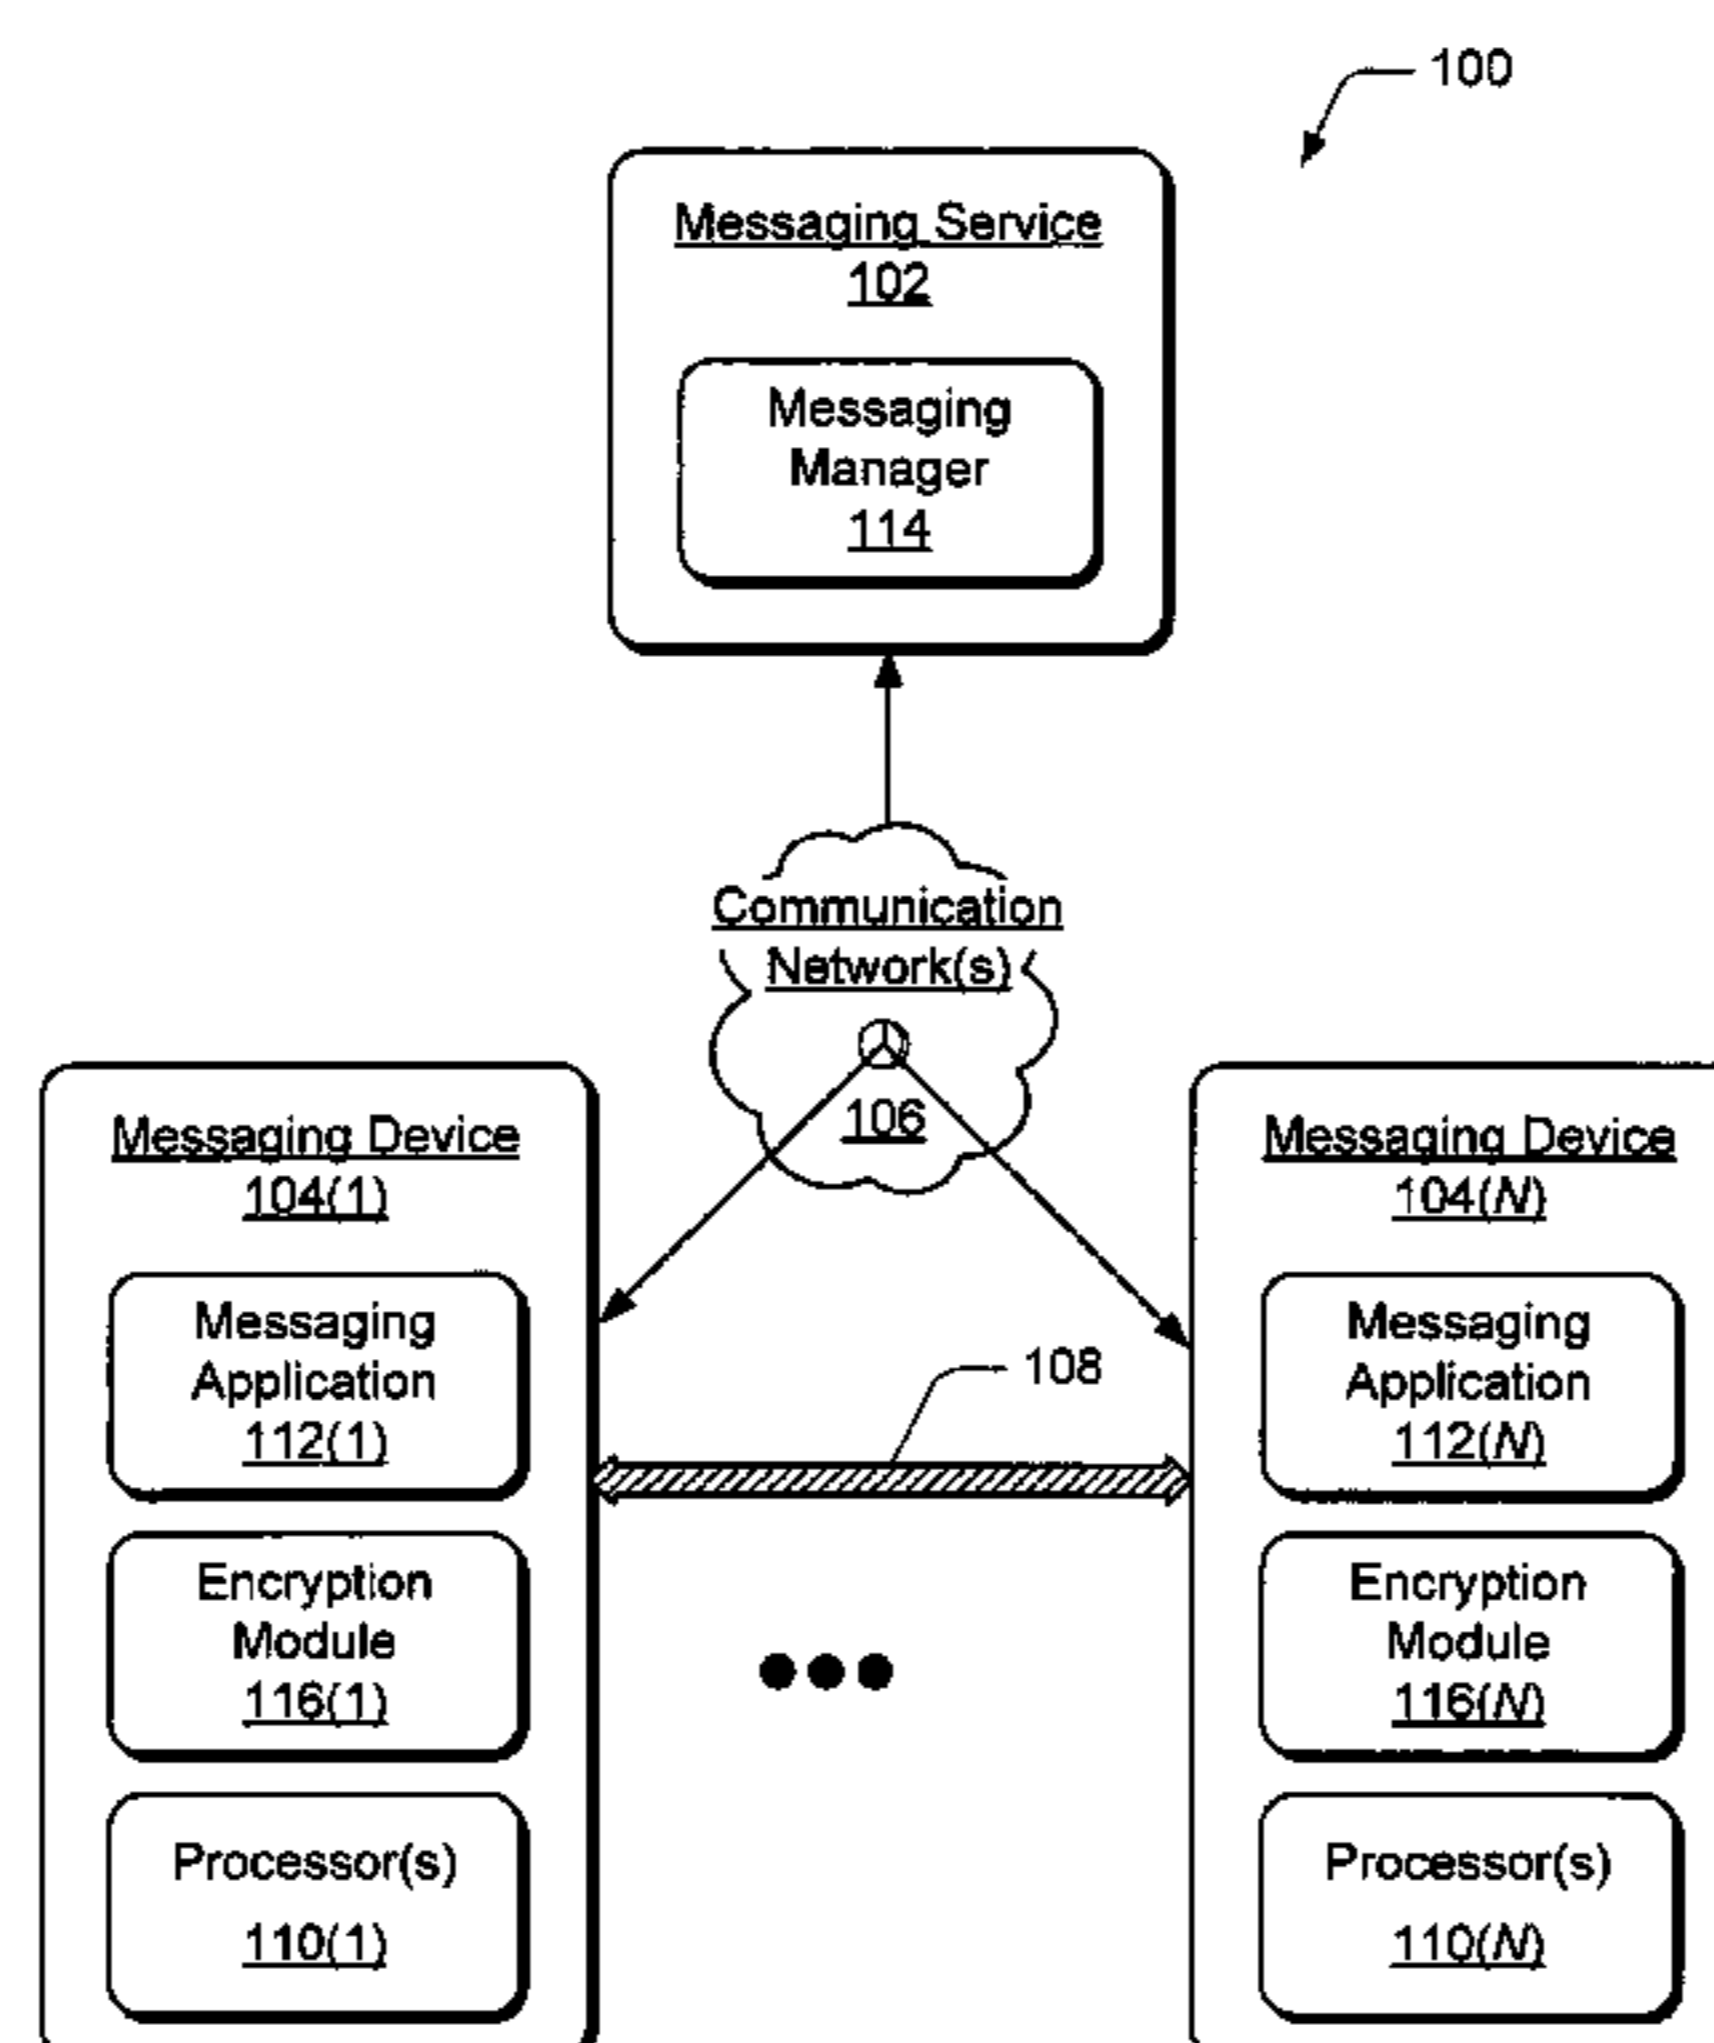 100
Messaging Service
102
Messaging
Manager
114
Communication
Network(s)
106
Messaging Device
104(1)
Messaging
Application
112(1)
Encryption
Module
116(1)
Processor(s)
110(1)
108
Messaging Device
104(N)
Messaging
Application
112(N)
Encryption
Module
116(N)
Processor(s)
110(N)